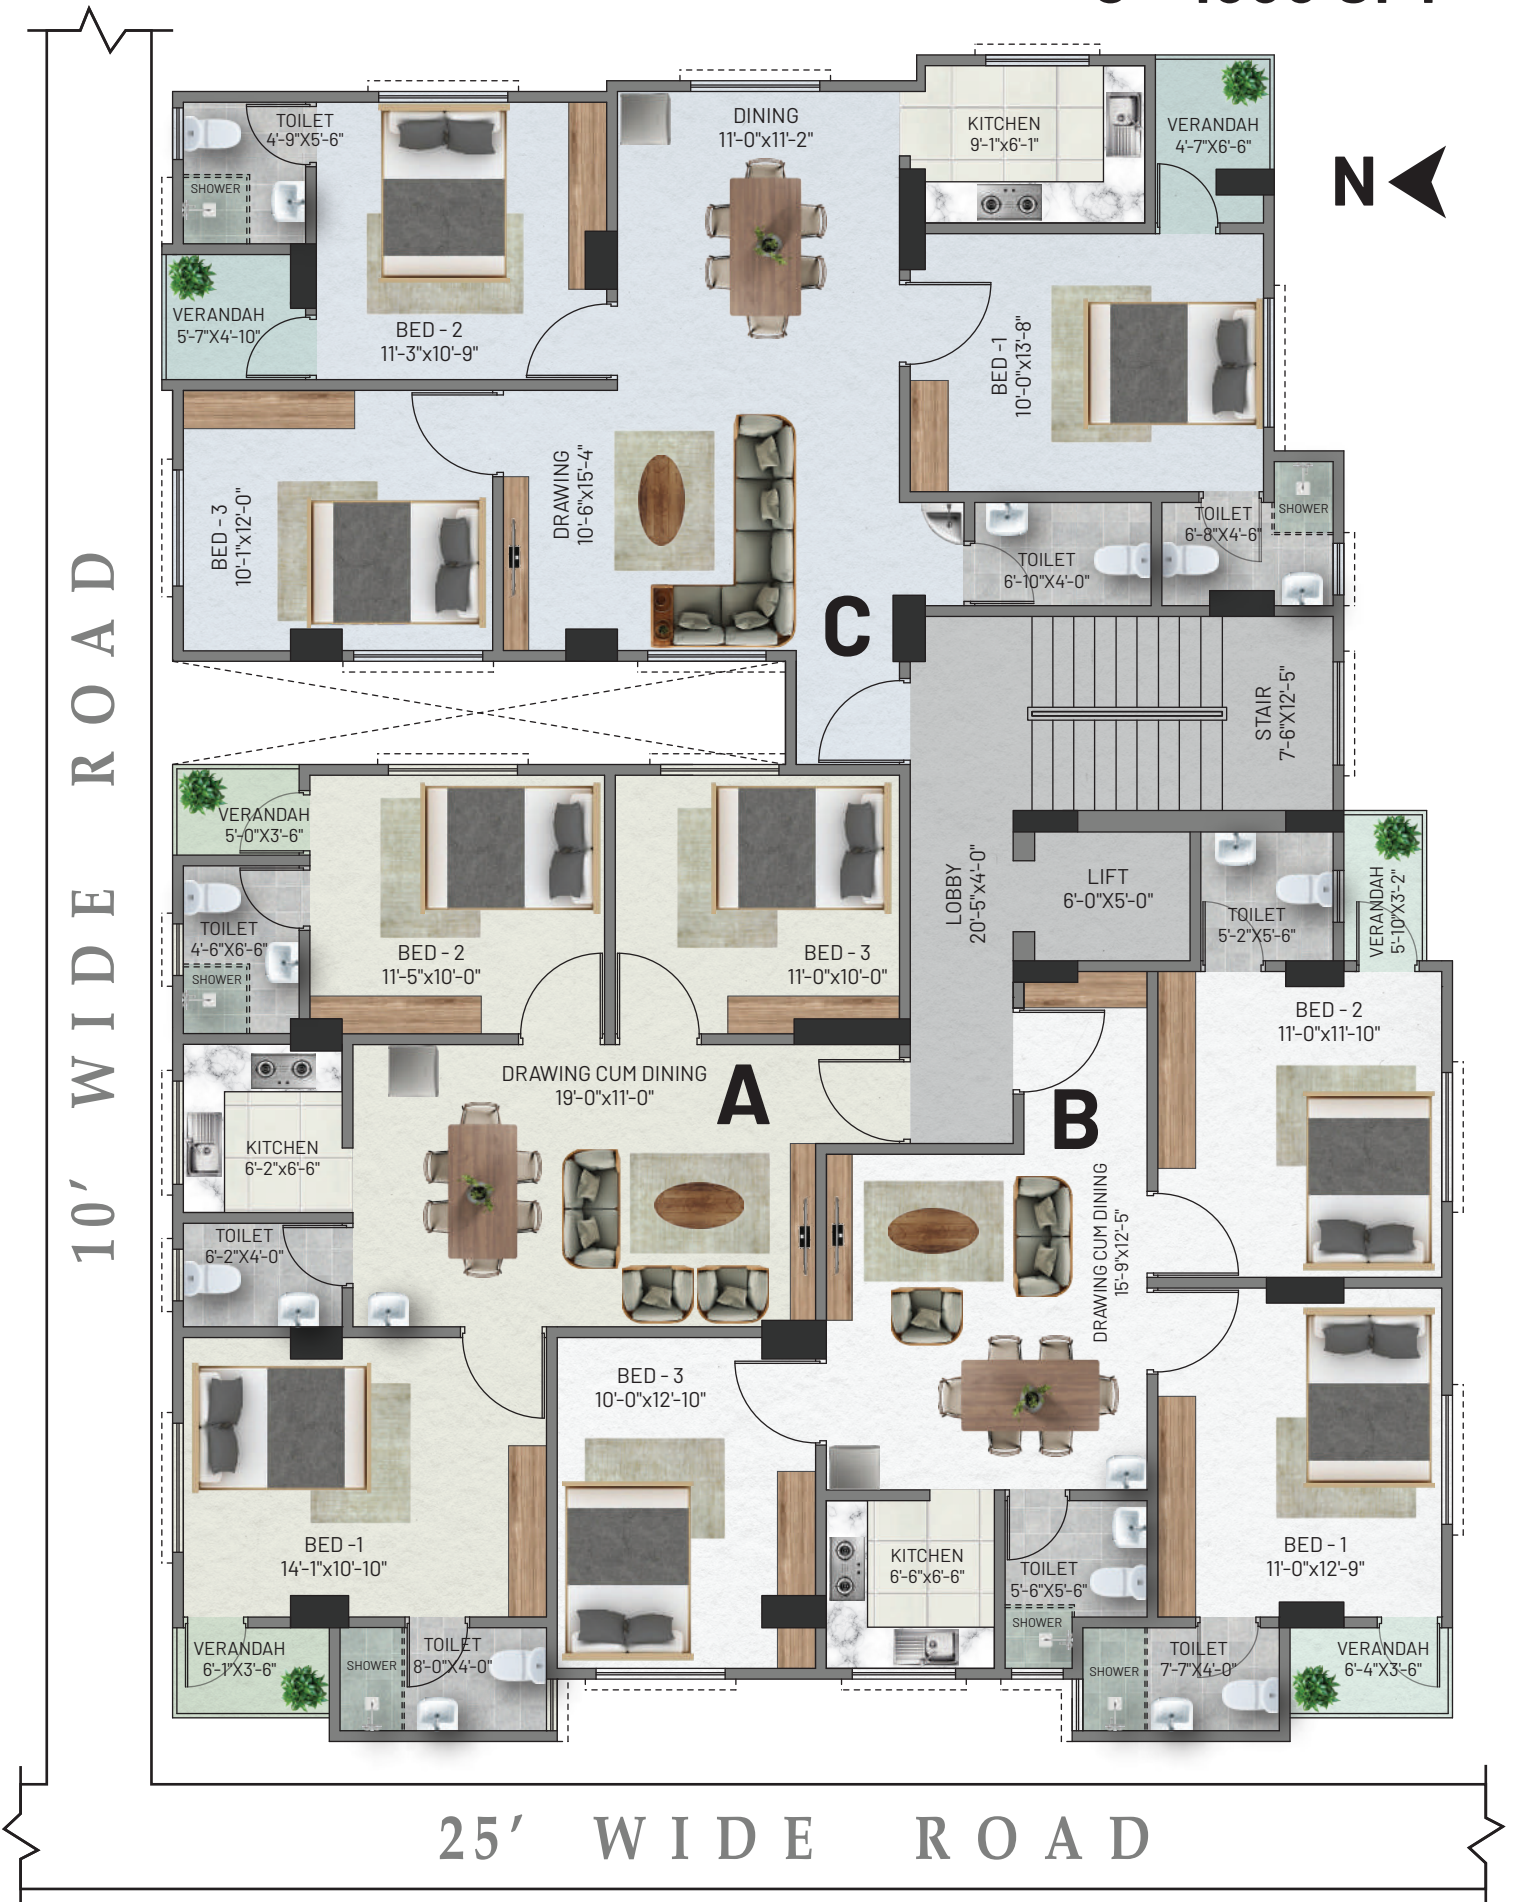 TOILET
4'-9"X5'-6"
SHOWER
VERANDAH
5'-7"X4'-10"
BED - 2
11'-3"x10'-9"
DINING
11'-0"x11'-2"
KITCHEN
9'-1"x6'-1"
VERANDAH
4'-7"X6'-6"
N
BED -1
10'-0"x13'-8"
BED - 3
10'-1"x12'-0"
DRAWING
10'-6"x15'-4"
TOILET
6'-10"X4'-0"
TOILET
6'-8"X4'-6"
SHOWER
C
STAIR
7'-6"X12'-5"
10' WIDE ROAD
VERANDAH
5'-0"X3'-6"
TOILET
4'-6"X6'-6"
SHOWER
BED - 2
11'-5"x10'-0"
BED - 3
11'-0"x10'-0"
LOBBY
20'-5"x4'-0"
LIFT
6'-0"X5'-0"
TOILET
5'-2"X5'-6"
VERANDAH
5'-10"X3'-2"
BED - 2
11'-0"x11'-10"
DRAWING CUM DINING
19'-0"x11'-0"
A
B
KITCHEN
6'-2"x6'-6"
TOILET
6'-2"X4'-0"
DRAWING CUM DINING
15'-9"x12'-5"
BED - 3
10'-0"x12'-10"
BED -1
14'-1"x10'-10"
BED - 1
11'-0"x12'-9"
KITCHEN
6'-6"x6'-6"
TOILET
5'-6"X5'-6"
SHOWER
VERANDAH
6'-1"X3'-6"
SHOWER
TOILET
8'-0"X4'-0"
SHOWER
TOILET
7'-7"X4'-0"
VERANDAH
6'-4"X3'-6"
25' WIDE ROAD